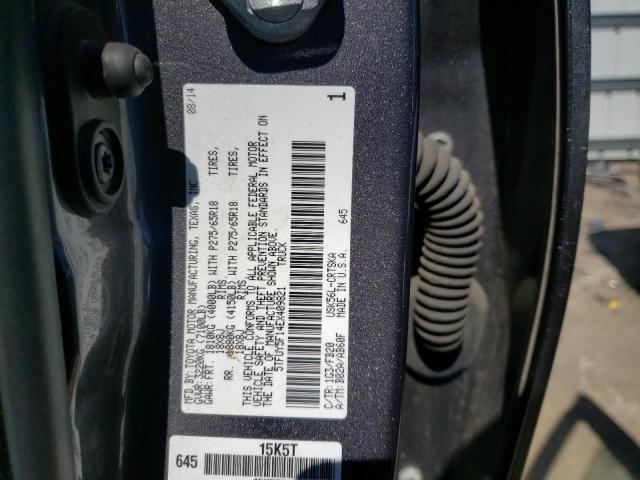 MFD.BY:TOYOTA MOTOR MANUFACTURING, TEXAS, INC. 08/14
GVWR:3220KG (7100LB)
GAWR:FRT. 1810KG (4000LB) WITH P275/65R18 TIRES,
18X8J RIMS
RR. 1880KG (4150LB) WITH P275/65R18 TIRES,
18X8J RIMS
THIS VEHICLE CONFORMS TO ALL APPLICABLE FEDERAL MOTOR
VEHICLE SAFETY AND THEFT PREVENTION STANDARDS IN EFFECT ON
THE DATE OF MANUFACTURE SHOWN ABOVE.
5TFUY5F14EX409821 TRUCK
C/TR:1G3/FB20 USK56L-CRTSKA 645 1
A/TM:B02A/AB60F MADE IN U.S.A.
645 15K5T